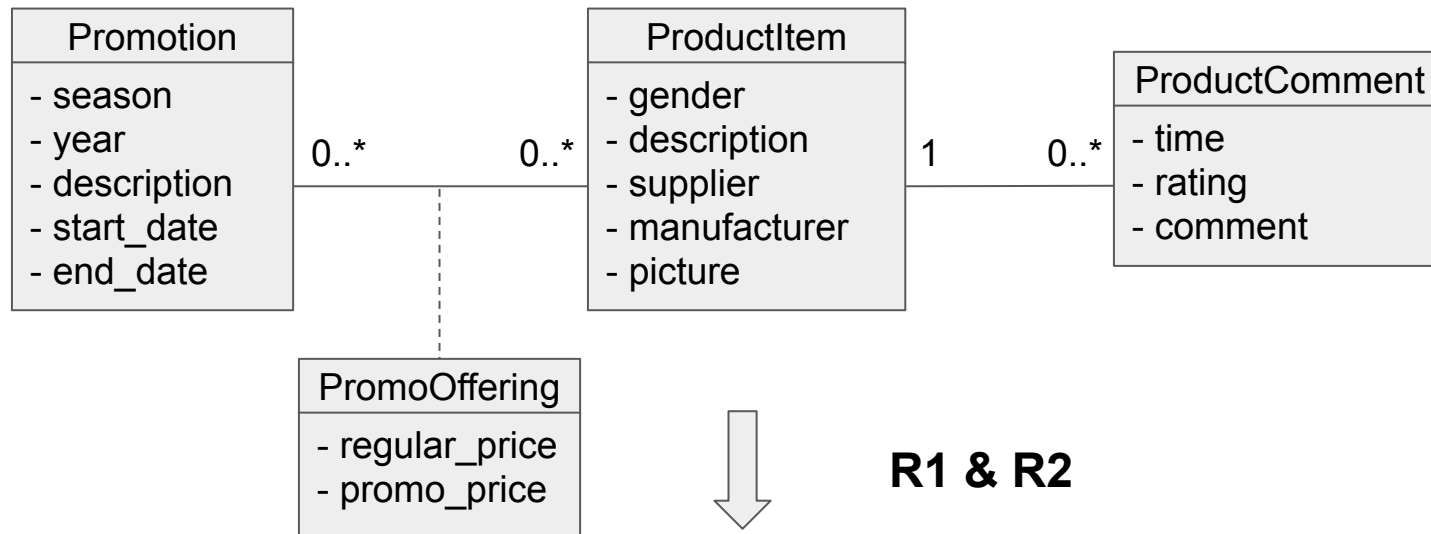 Promotion
- season
- year
- description
- start_date
- end_date
0..*
0..*
ProductItem
- gender
- description
- supplier
- manufacturer
- picture
1
0..*
ProductComment
- time
- rating
- comment
PromoOffering
- regular_price
- promo_price
R1 & R2